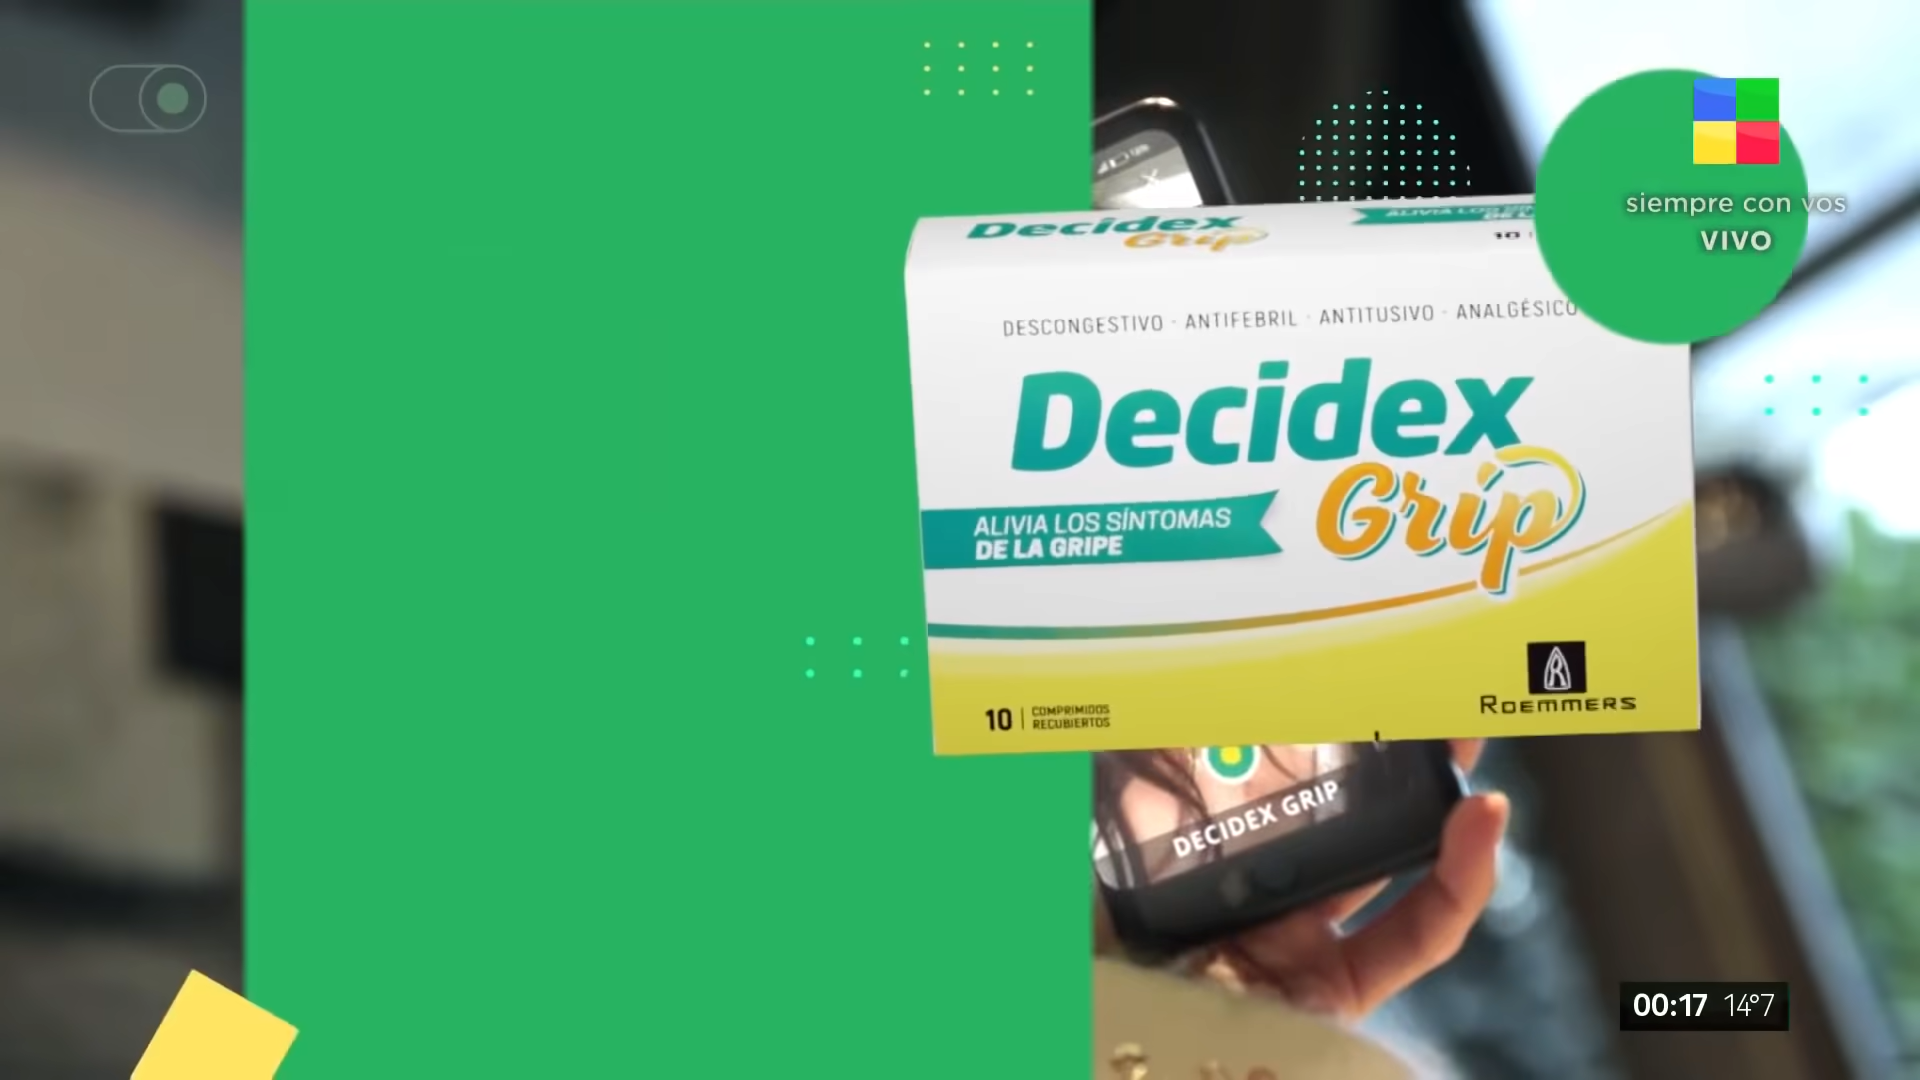 siempre con vos
VIVO
Decidex
Grip
10
DESCONGESTIVO · ANTIFEBRIL · ANTITUSIVO · ANALGÉSICO
Decidex
Grip
ALIVIA LOS SÍNTOMAS
DE LA GRIPE
10 | COMPRIMIDOS
RECUBIERTOS
R
ROEMMERS
DECIDEX GRIP
00:17 14°7